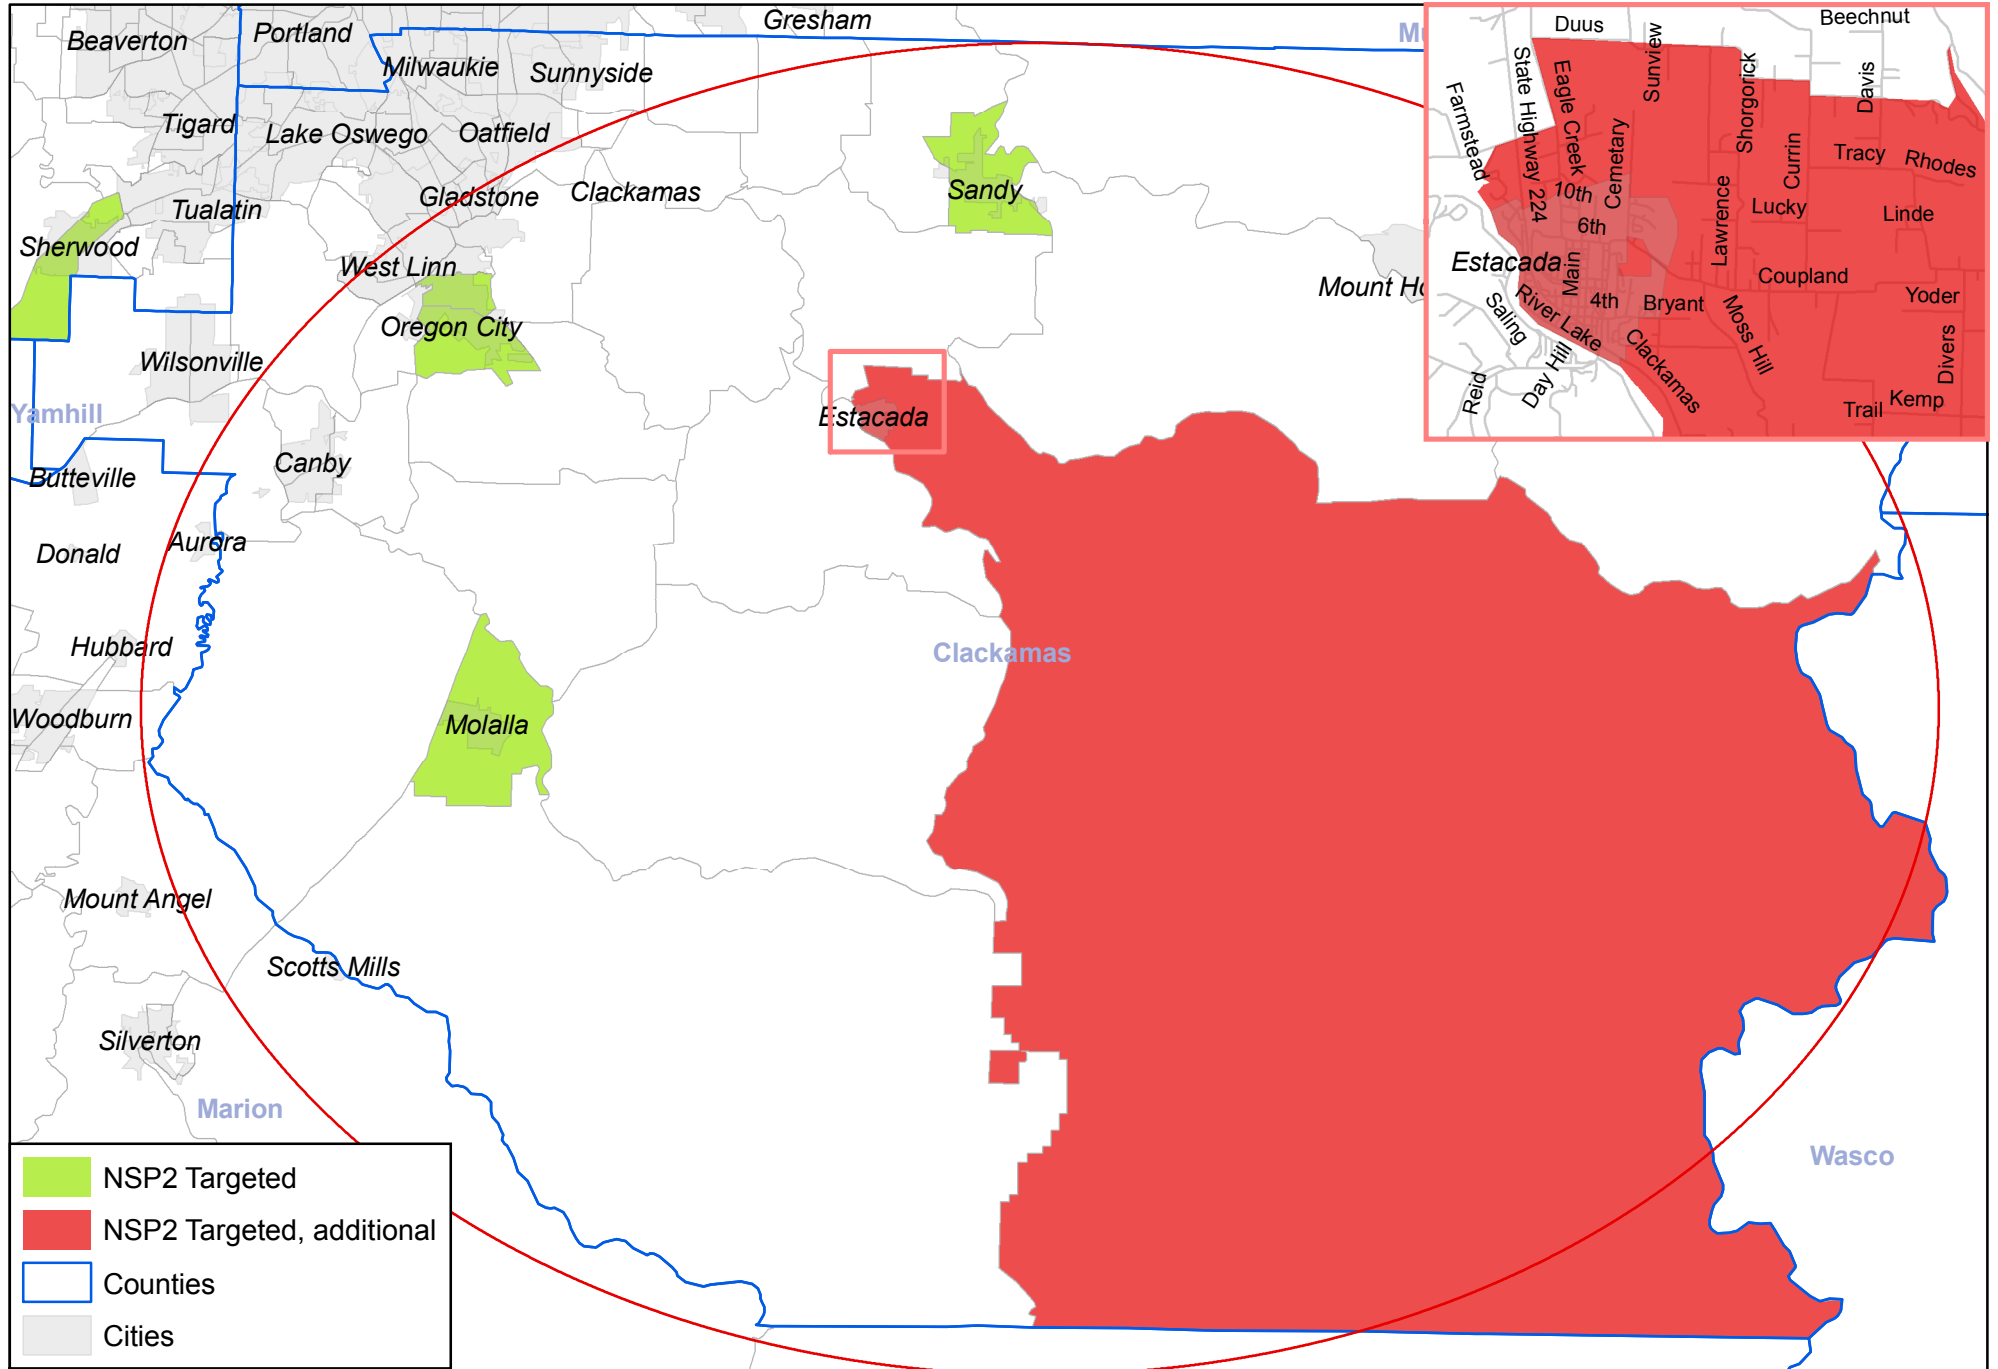 Gresham
Beaverton
Portland
Milwaukie
Sunnyside
Tigard
Lake Oswego
Oatfield
Gladstone
Clackamas
Sandy
Tualatin
Sherwood
West Linn
Oregon City
Mount Ho
Wilsonville
Yamhill
Estacada
Canby
Butteville
Aurora
Donald
Hubbard
Clackamas
Woodburn
Molalla
Mount Angel
Scotts Mills
Silverton
Marion
Wasco
Mu
Duus
Beechnut
Sunview
State Highway 224
Eagle Creek
Shorgorick
Davis
Farmstead
Cemetary
Currin
Tracy
Rhodes
10th
Lawrence
Lucky
Linde
6th
Estacada
Main
Coupland
Yoder
Saling
River Lake
4th
Bryant
Moss Hill
Divers
Reid
Day Hill
Clackamas
Trail
Kemp
NSP2 Targeted
NSP2 Targeted, additional
Counties
Cities